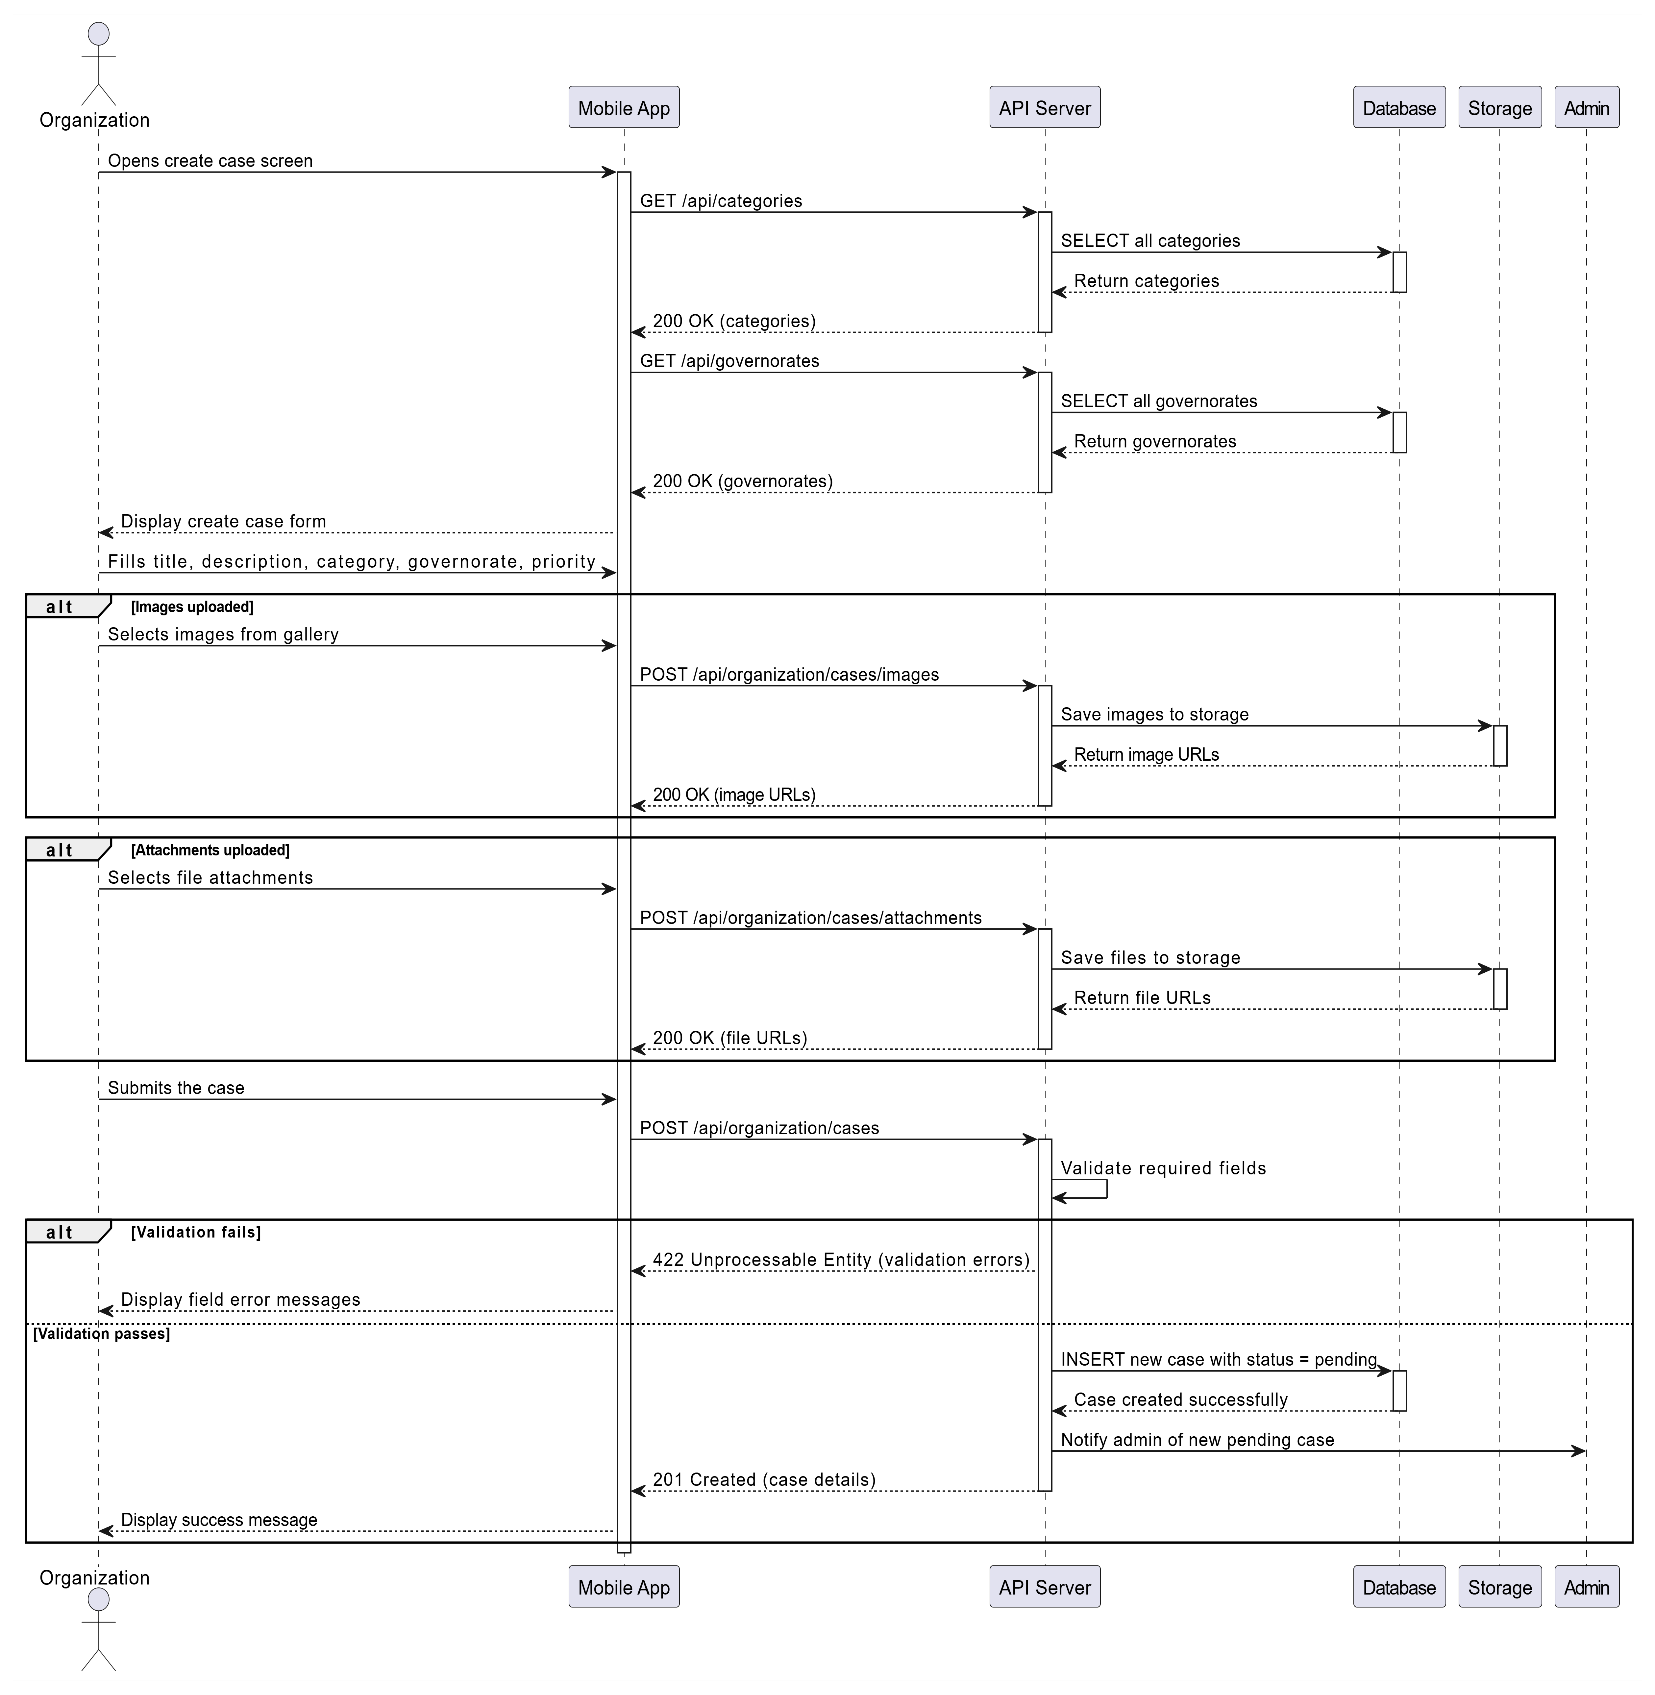 Organization
Mobile App
API Server
Database
Storage
Admin
Opens create case screen
GET /api/categories
SELECT all categories
Return categories
200 OK (categories)
GET /api/governorates
SELECT all governorates
Return governorates
200 OK (governorates)
Display create case form
Fills title, description, category, governorate, priority
alt [Images uploaded]
Selects images from gallery
POST /api/organization/cases/images
Save images to storage
Return image URLs
200 OK (image URLs)
alt [Attachments uploaded]
Selects file attachments
POST /api/organization/cases/attachments
Save files to storage
Return file URLs
200 OK (file URLs)
Submits the case
POST /api/organization/cases
Validate required fields
alt [Validation fails]
422 Unprocessable Entity (validation errors)
Display field error messages
[Validation passes]
INSERT new case with status = pending
Case created successfully
Notify admin of new pending case
201 Created (case details)
Display success message
Organization
Mobile App
API Server
Database
Storage
Admin